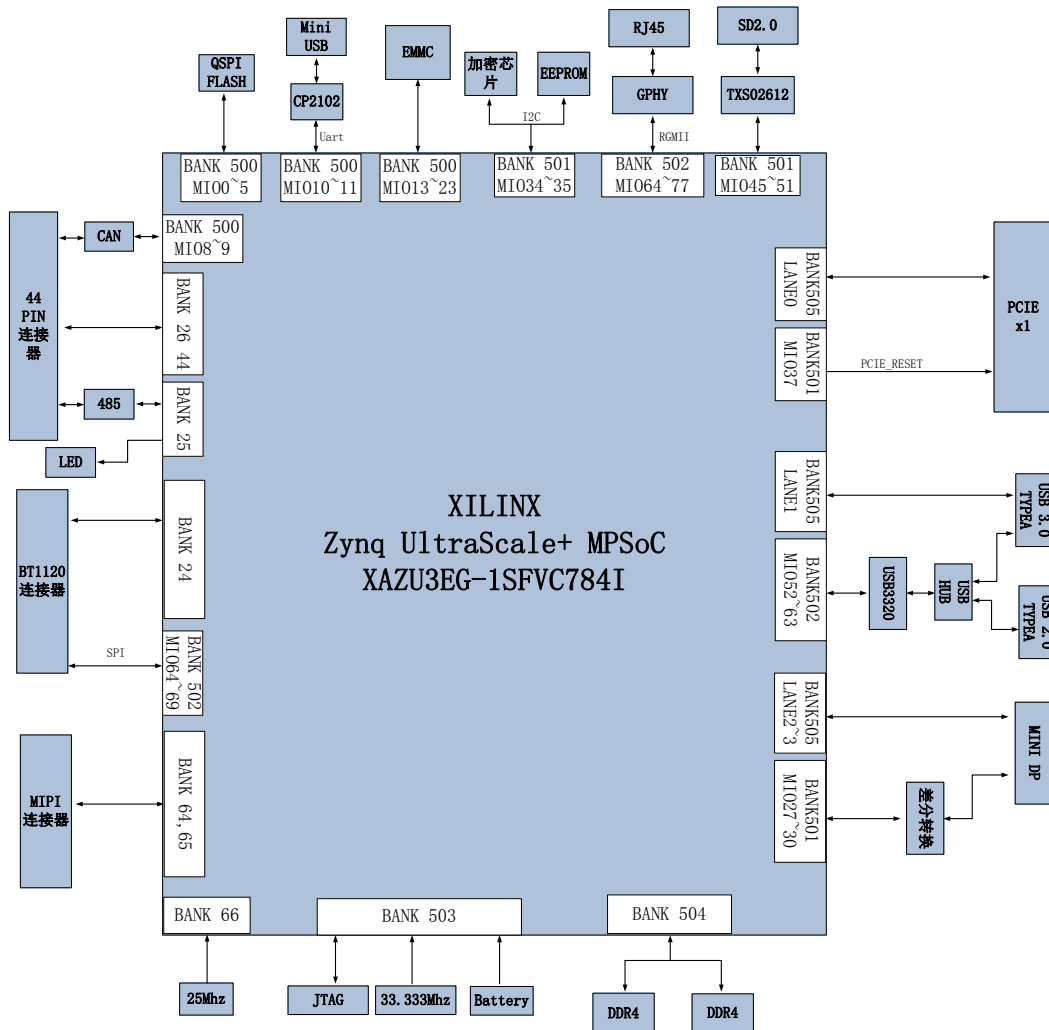 Mini
USB
RJ45
SD2.0
QSPI
FLASH
EMMC
加密芯
片
EEPROM
CP2102
GPHY
TXS02612
Uart
I2C
RGMII
BANK 500
MIO0~5
BANK 500
MIO10~11
BANK 500
MIO13~23
BANK 501
MIO34~35
BANK 502
MIO64~77
BANK 501
MIO45~51
44
PIN
连接
器
CAN
BANK 500
MIO8~9
BANK 26 44
485
BANK 25
LED
BT1120
连接器
BANK 24
SPI
BANK 502
MIO64~69
MIPI
连接器
BANK 64,65
XILINX
Zynq UltraScale+ MPSoC
XAZU3EG-1SFVC784I
BANK505
LANE0
PCIE
x1
BANK501
MIO37
PCIE_RESET
BANK505
LANE1
USB 3.0
TYPEA
BANK502
MIO52~63
USB3320
USB
HUB
USB 2.0
TYPEA
BANK505
LANE2~3
MINI DP
BANK501
MIO27~30
差分转换
BANK 66
BANK 503
BANK 504
25Mhz
JTAG
33.333Mhz
Battery
DDR4
DDR4